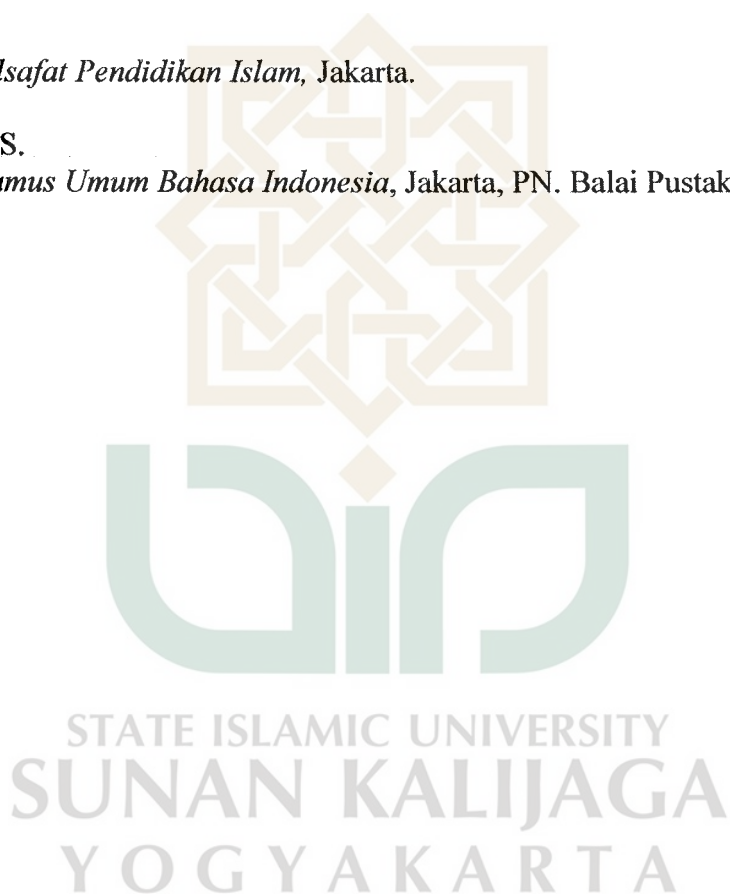 lsafat Pendidikan Islam, Jakarta.
S.
amus Umum Bahasa Indonesia, Jakarta, PN. Balai Pustak
STATE ISLAMIC UNIVERSITY
SUNAN KALIJAGA
YOGYAKARTA